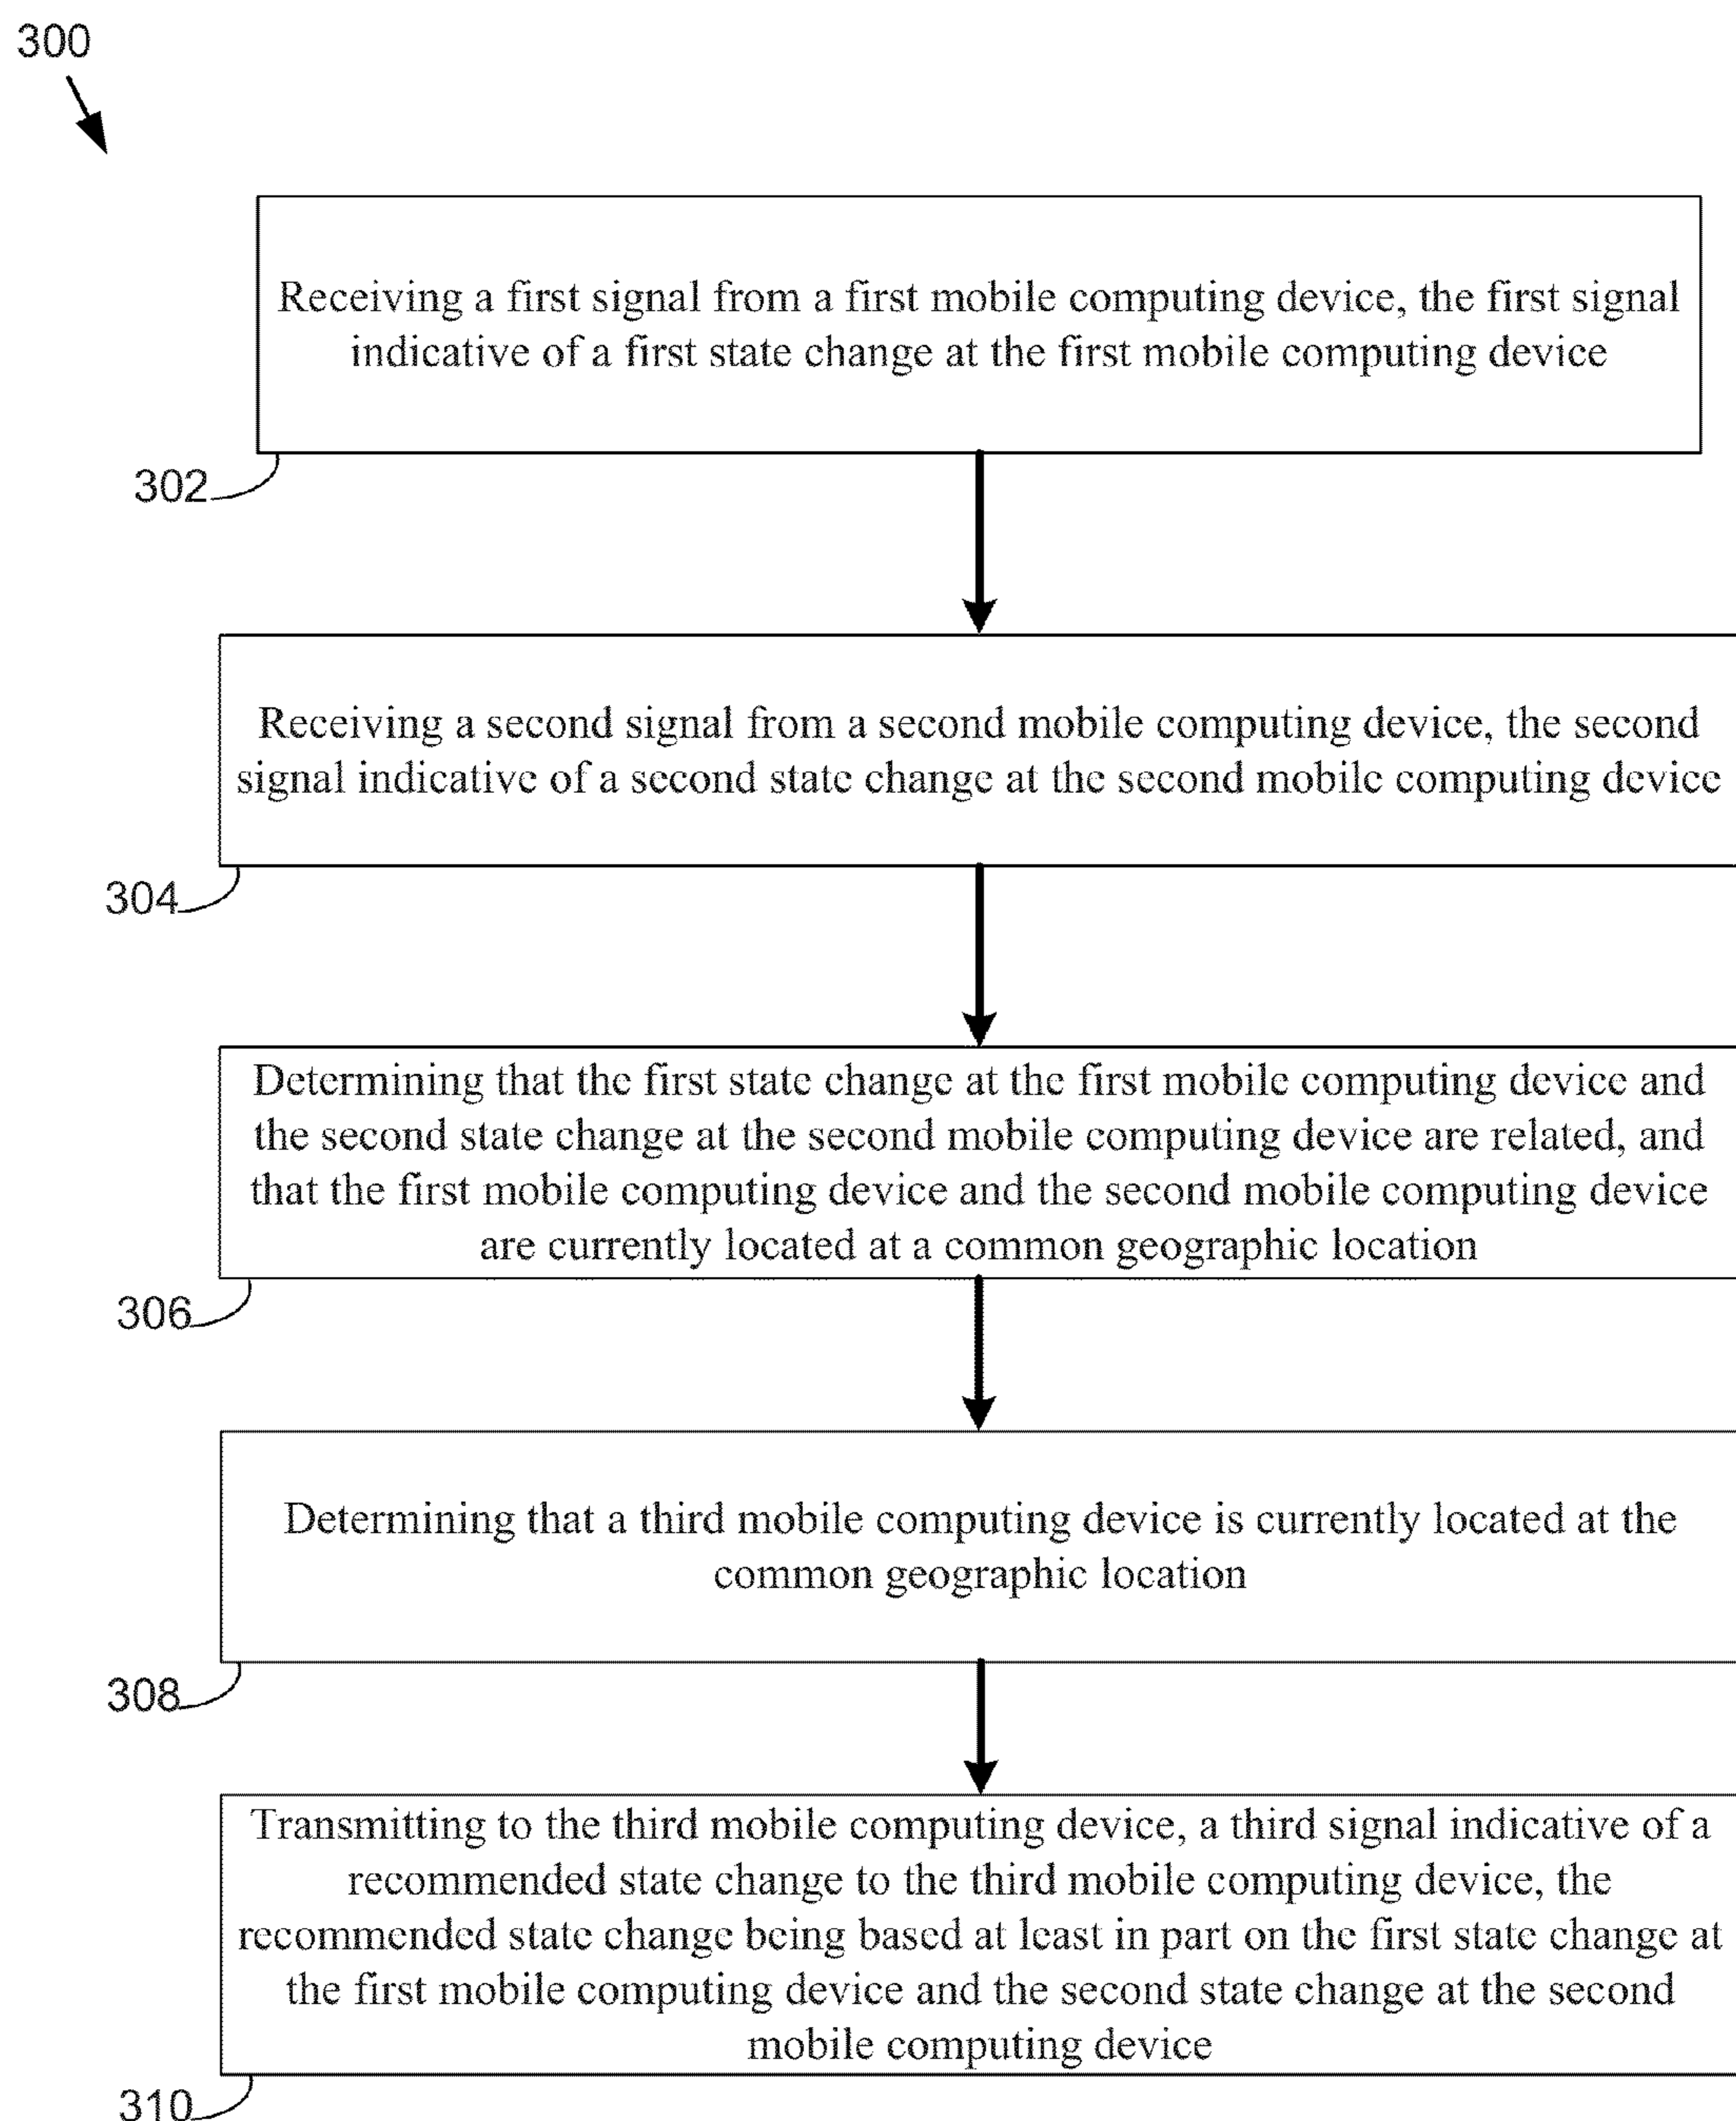 300
Receiving a first signal from a first mobile computing device, the first signal
indicative of a first state change at the first mobile computing device
302
Receiving a second signal from a second mobile computing device, the second
signal indicative of a second state change at the second mobile computing device
304
Determining that the first state change at the first mobile computing device and
the second state change at the second mobile computing device are related, and
that the first mobile computing device and the second mobile computing device
are currently located at a common geographic location
306
Determining that a third mobile computing device is currently located at the
common geographic location
308
Transmitting to the third mobile computing device, a third signal indicative of a
recommended state change to the third mobile computing device, the
recommended state change being based at least in part on the first state change at
the first mobile computing device and the second state change at the second
mobile computing device
310